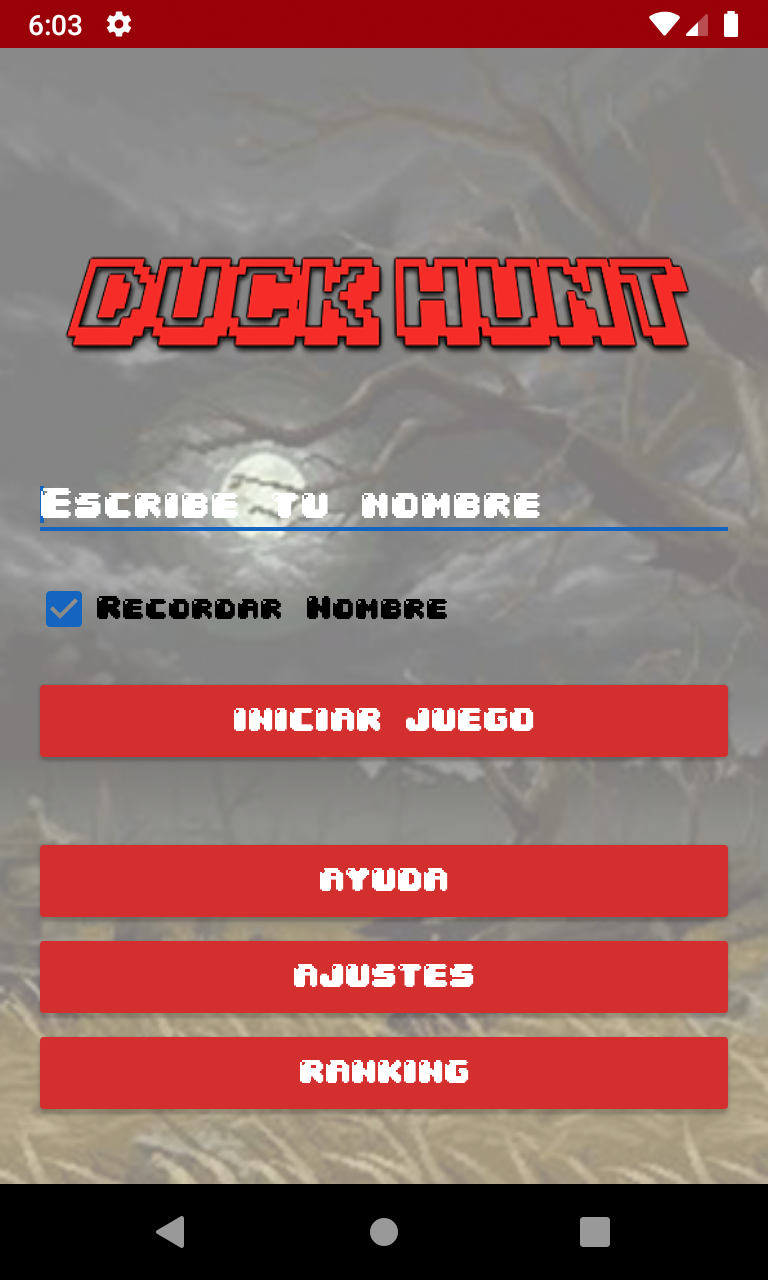 6:03
DUCK HUNT
Escribe tu nombre
Recordar Nombre
INICIAR JUEGO
AYUDA
AJUSTES
RANKING